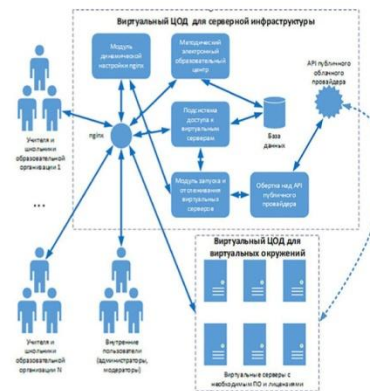 Виртуальный ЦОД для серверной инфраструктуры
Модуль
динамической
настройки nginx
Методический
электронный
образовательный
центр
API публичного
облачного
провайдера
Учителя и
школьники
образовательной
организации 1
nginx
Подсистема
доступа к
виртуальным
серверам
База
данных
...
Модуль запуска и
отслеживания
виртуальных
серверов
Обертка над API
публичного
провайдера
Виртуальный ЦОД для
виртуальных окружений
Учителя и
школьники
образовательной
организации N
Внутренние
пользователи
(администраторы,
модераторы)
Виртуальные серверы с
необходимым ПО и лицензиями